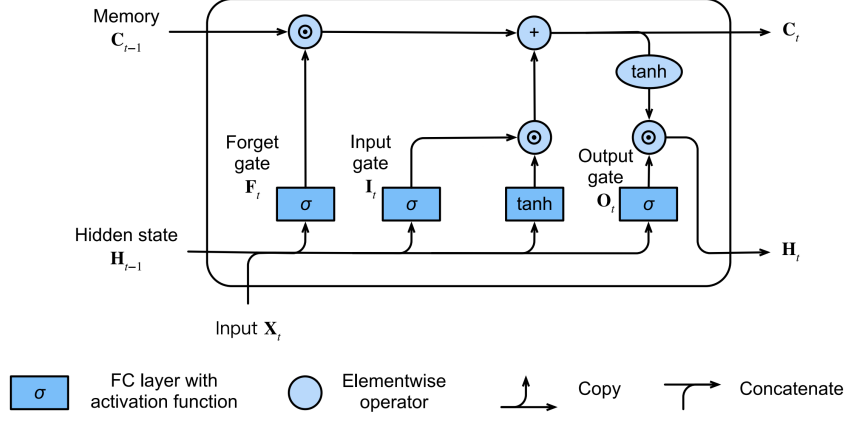 Memory
C_{t−1}
C_t
tanh
Forget
gate
F_t
Input
gate
I_t
Output
gate
O_t
σ
σ
tanh
σ
Hidden state
H_{t−1}
H_t
Input X_t
σ
FC layer with
activation function
Elementwise
operator
Copy
Concatenate